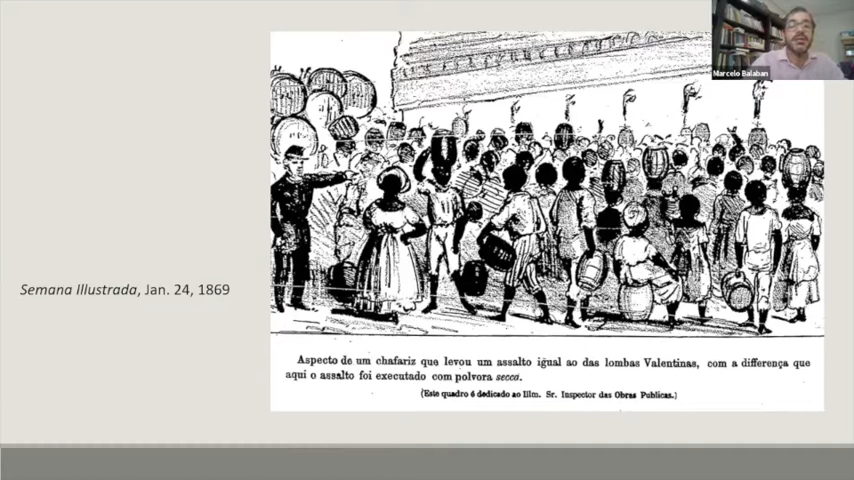 Marcelo Balaban
Semana Illustrada, Jan. 24, 1869
Aspecto de um chafariz que levou um assalto igual ao das lombas Valentinas, com a differença que
aqui o assalto foi executado com polvora secca.
(Este quadro é dedicado ao Illm. Sr. Inspector das Obras Publicas.)